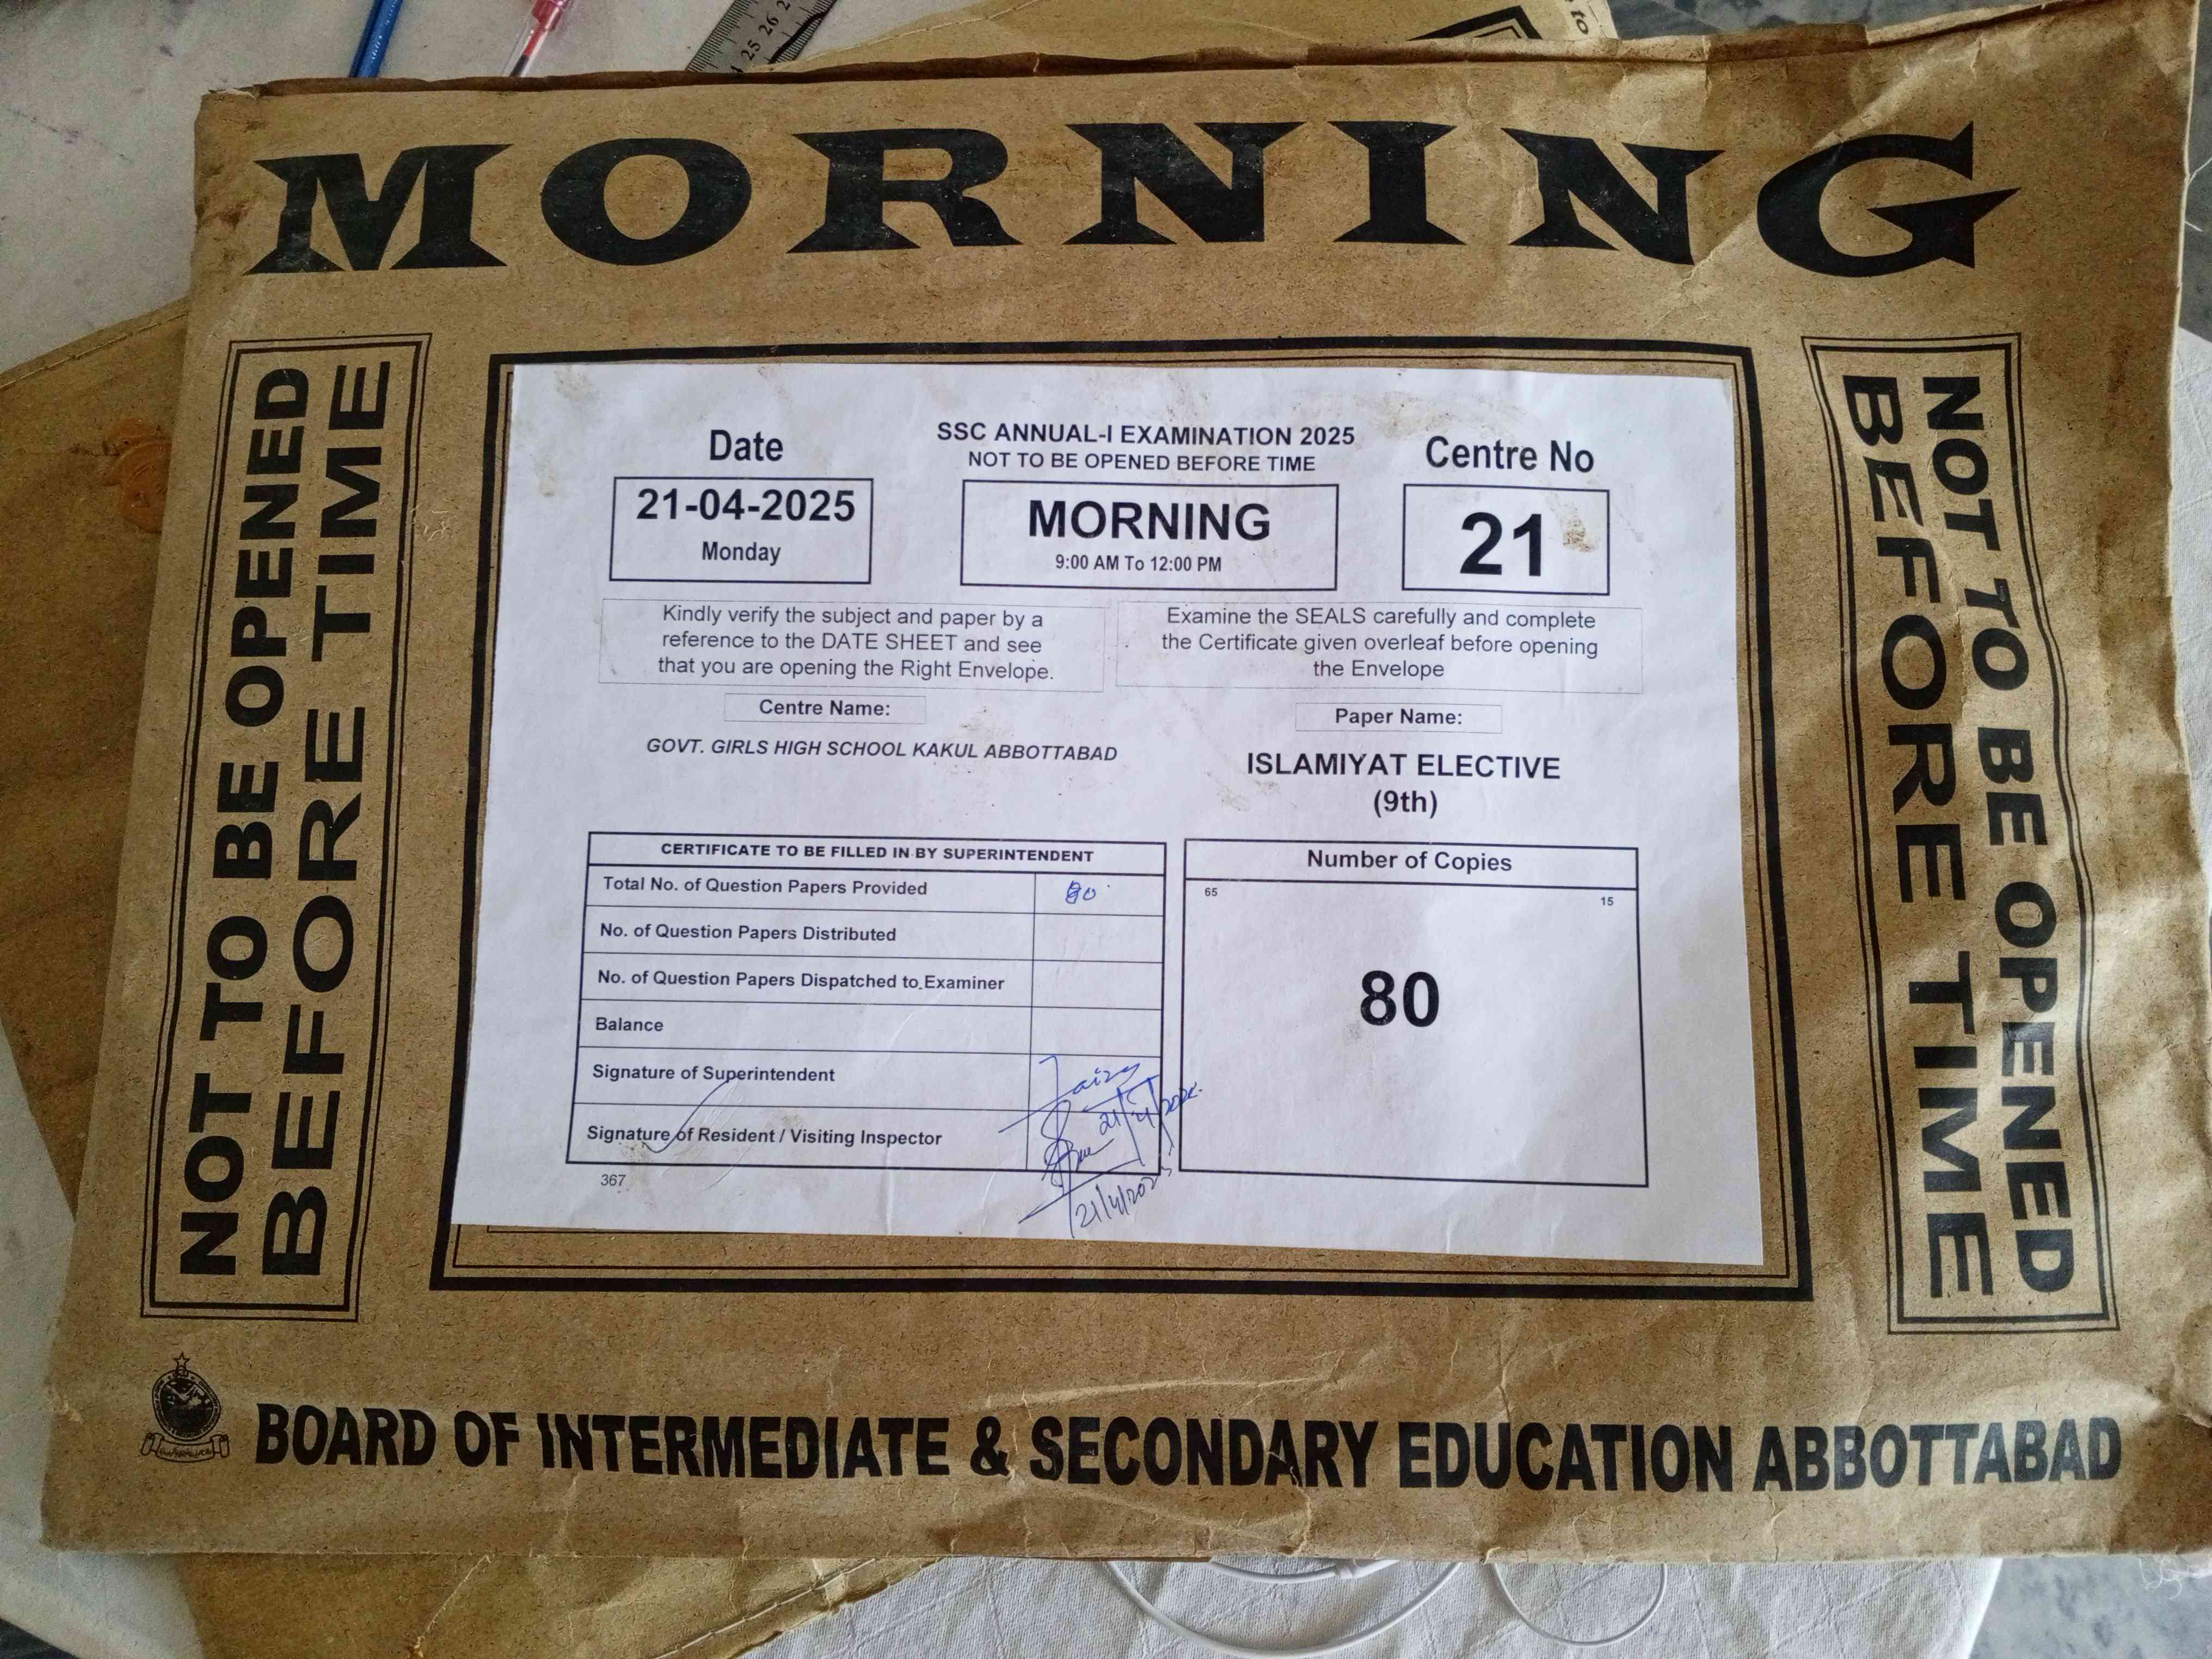 25 26 2
to
MORNING
NOT TO BE OPENED
BEFORE TIME
Date
21-04-2025
Monday
SSC ANNUAL-I EXAMINATION 2025
NOT TO BE OPENED BEFORE TIME
MORNING
9:00 AM To 12:00 PM
Centre No
21
Kindly verify the subject and paper by a
reference to the DATE SHEET and see
that you are opening the Right Envelope.
Examine the SEALS carefully and complete
the Certificate given overleaf before opening
the Envelope
Centre Name:
GOVT. GIRLS HIGH SCHOOL KAKUL ABBOTTABAD
Paper Name:
ISLAMIYAT ELECTIVE
(9th)
CERTIFICATE TO BE FILLED IN BY SUPERINTENDENT
Total No. of Question Papers Provided 80
No. of Question Papers Distributed
No. of Question Papers Dispatched to Examiner
Balance
Signature of Superintendent
21/4/2025
Signature of Resident / Visiting Inspector
21/4/2025
367
Number of Copies
65 15
80
NOT TO BE OPENED
BEFORE TIME
BOARD OF INTERMEDIATE & SECONDARY EDUCATION ABBOTTABAD